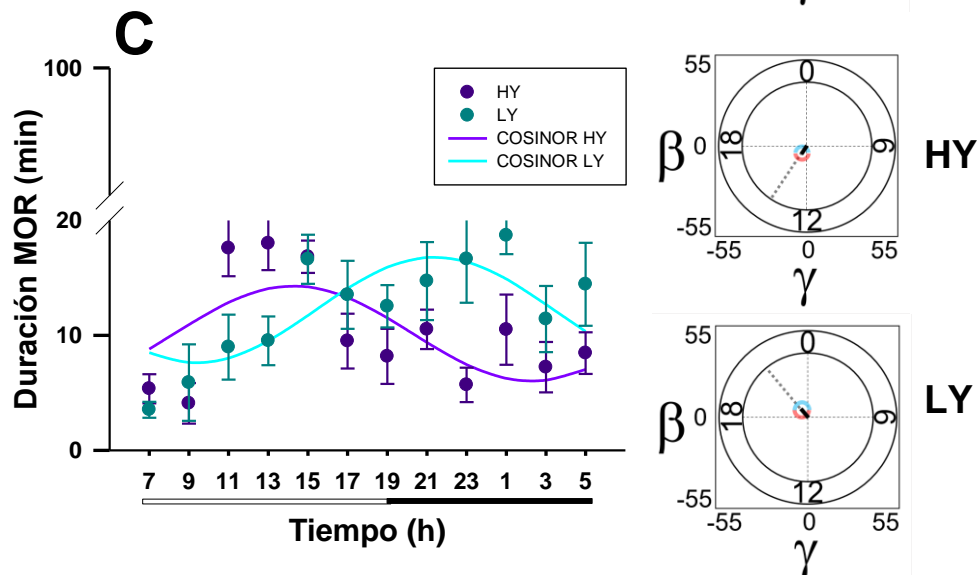 C
Duración MOR (min)
100
20
10
0
HY
LY
COSINOR HY
COSINOR LY
7 9 11 13 15 17 19 21 23 1 3 5
Tiempo (h)
γ
55
0
-55
β
0
18
6
12
-55 0 55
γ
HY
55
0
-55
β
0
18
6
12
-55 0 55
γ
LY